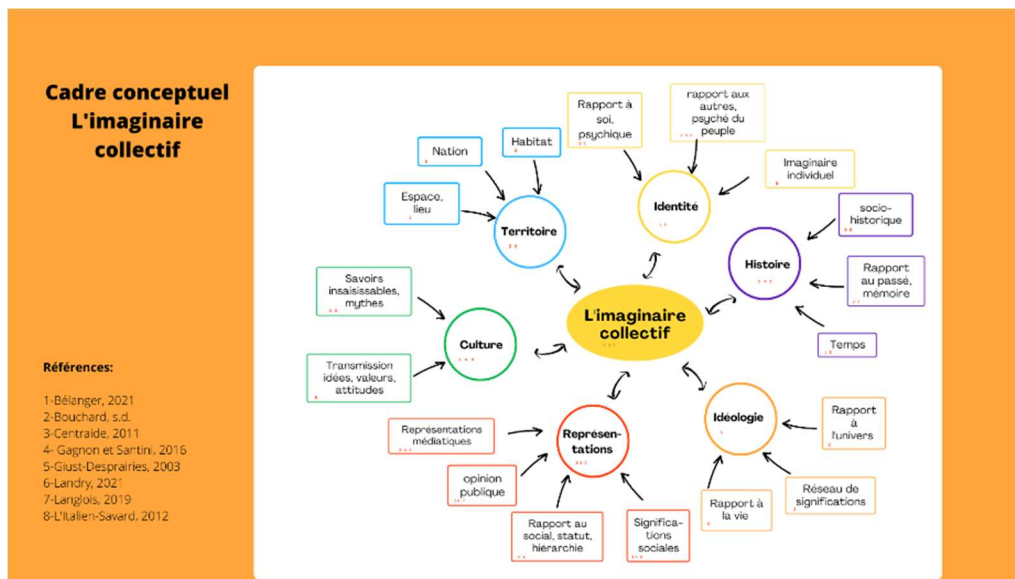 Cadre conceptuel
L'imaginaire
collectif
Références:
1-Bélanger, 2021
2-Bouchard, s.d.
3-Centraide, 2011
4- Gagnon et Santini, 2016
5-Giust-Desprairies, 2003
6-Landry, 2021
7-Langlois, 2019
8-L'Italien-Savard, 2012
L'imaginaire
collectif
Territoire
Nation
Habitat
Espace,
lieu
Identité
Rapport à
soi,
psychique
rapport aux
autres,
psyché du
peuple
Imaginaire
individuel
Histoire
socio-
historique
Rapport
au passé,
mémoire
Temps
Idéologie
Rapport
à
l'univers
Réseau de
significations
Rapport à
la vie
Représen-
tations
Significa-
tions
sociales
Rapport au
social, statut,
hiérarchie
opinion
publique
Représentations
médiatiques
Culture
Transmission
idées, valeurs,
attitudes
Savoirs
insaisissables,
mythes